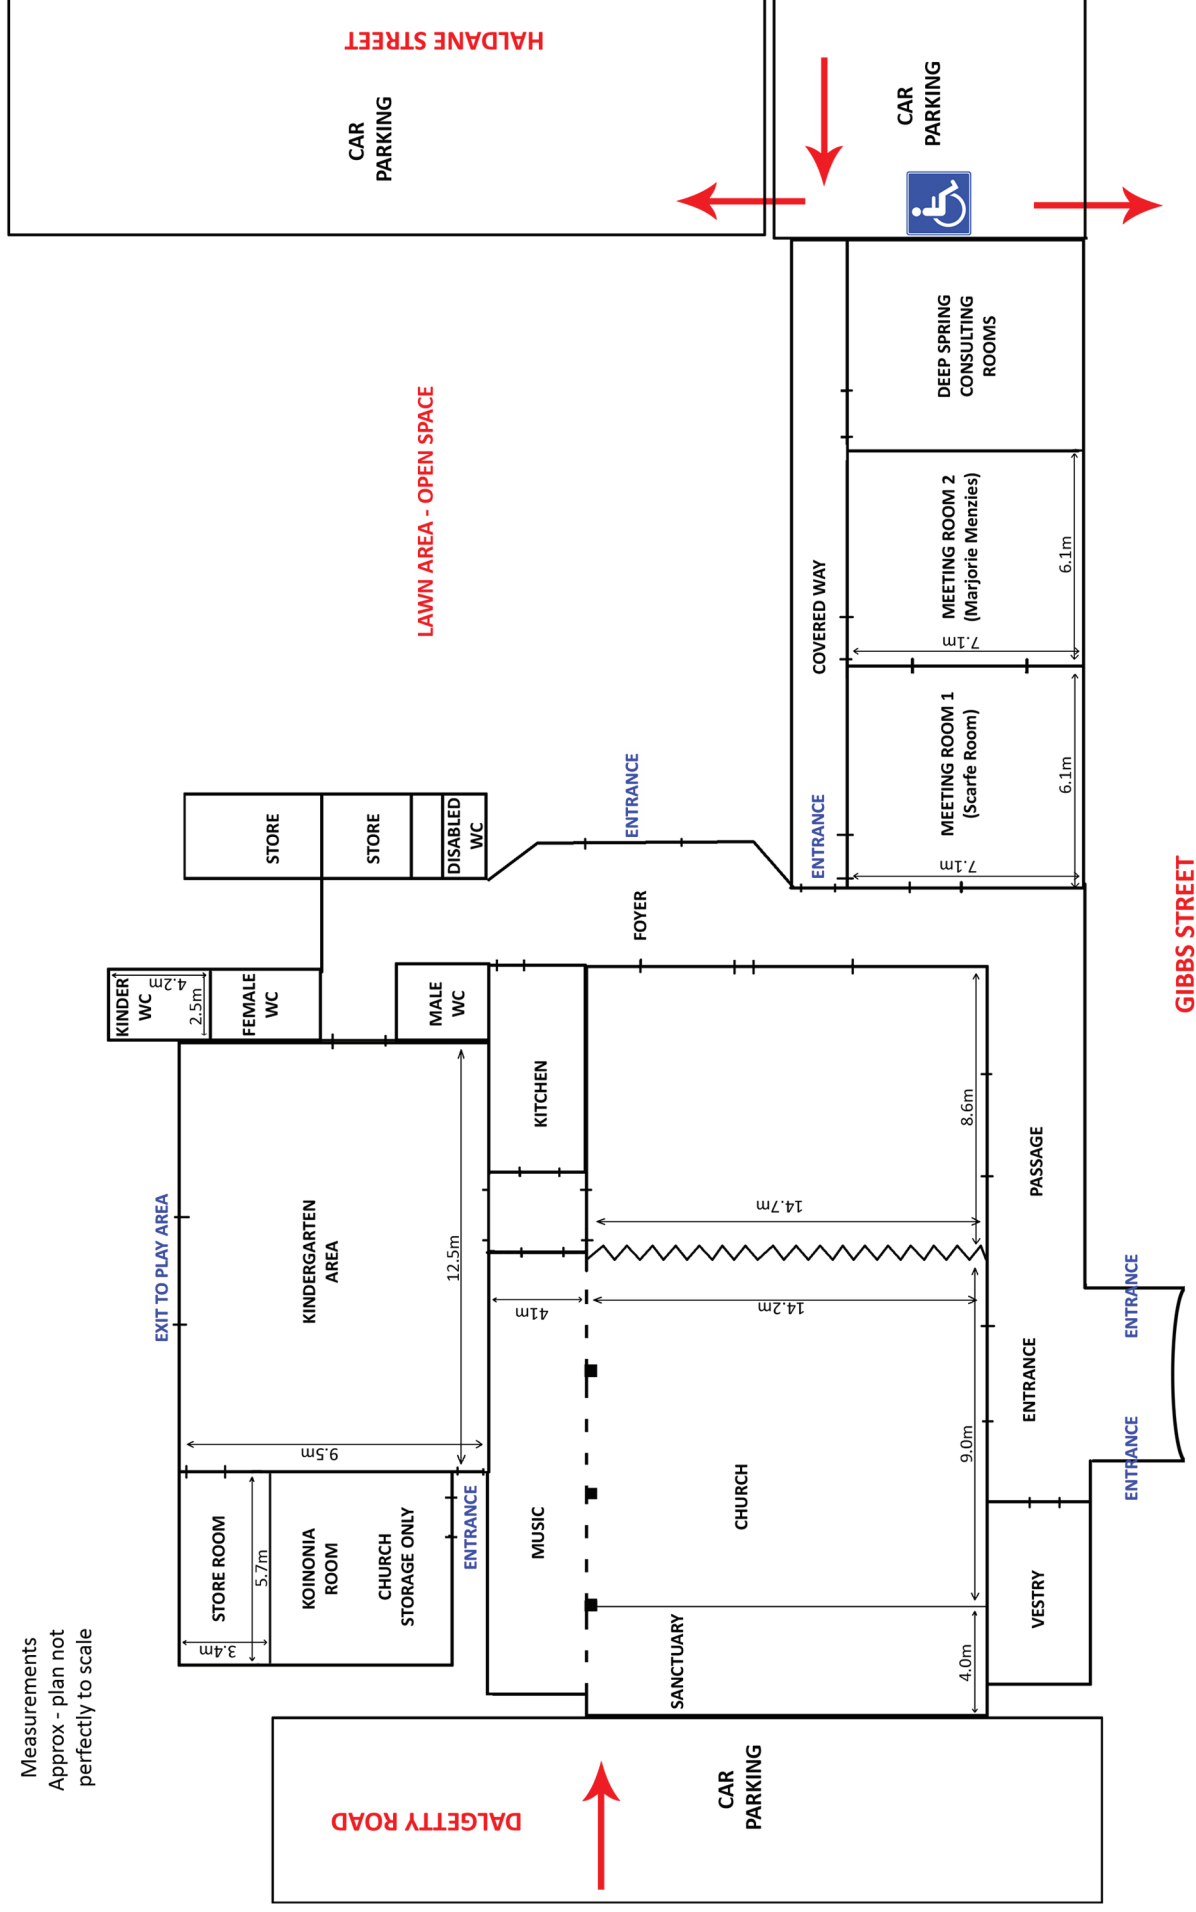 Measurements
Approx - plan not
perfectly to scale
DALGETTY ROAD
CAR
PARKING
STORE ROOM
3.4m
5.7m
KOINONIA
ROOM
CHURCH
STORAGE ONLY
ENTRANCE
EXIT TO PLAY AREA
KINDERGARTEN
AREA
9.5m
12.5m
KINDER
WC
4.2m
2.5m
FEMALE
WC
MALE
WC
STORE
STORE
DISABLED
WC
MUSIC
41m
KITCHEN
FOYER
ENTRANCE
SANCTUARY
4.0m
CHURCH
9.0m
14.2m
14.7m
8.6m
VESTRY
ENTRANCE
PASSAGE
ENTRANCE
ENTRANCE
ENTRANCE
COVERED WAY
MEETING ROOM 1
(Scarfe Room)
7.1m
6.1m
MEETING ROOM 2
(Marjorie Menzies)
7.1m
6.1m
DEEP SPRING
CONSULTING
ROOMS
LAWN AREA - OPEN SPACE
CAR
PARKING
HALDANE STREET
CAR
PARKING
GIBBS STREET